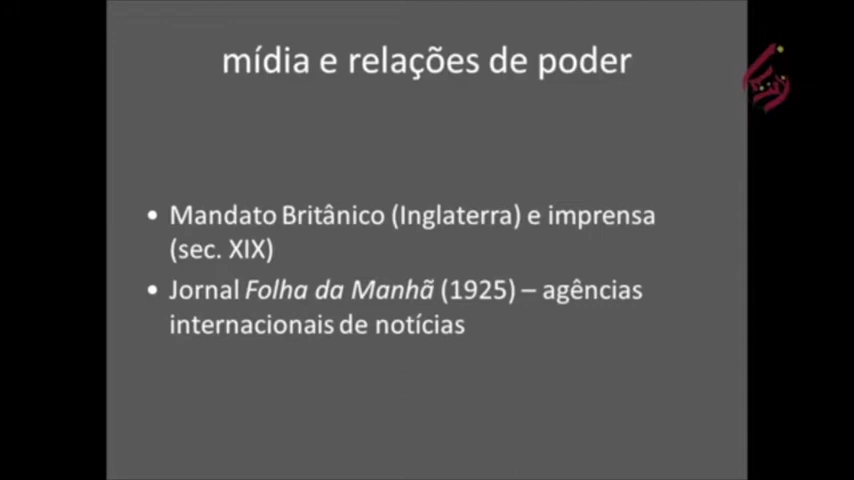 mídia e relações de poder
• Mandato Britânico (Inglaterra) e imprensa
(sec. XIX)
• Jornal Folha da Manhã (1925) – agências
internacionais de notícias